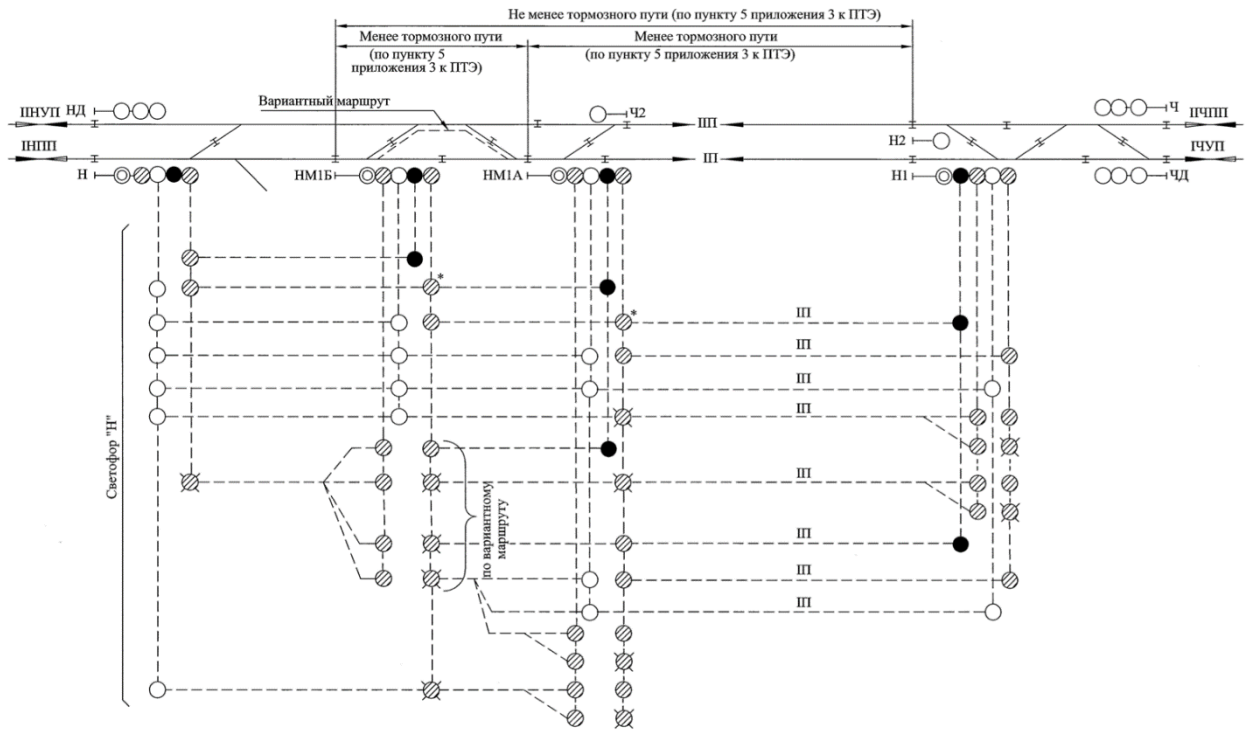 Не менее тормозного пути (по пункту 5 приложения 3 к ПТЭ)
Менее тормозного пути
(по пункту 5
приложения 3 к ПТЭ)
Менее тормозного пути
(по пункту 5 приложения 3 к ПТЭ)
Вариантный маршрут
IIНУП
НД
Ч2
Ч
IIЧПП
IIП
Н2
IНПП
IП
IЧУП
Н
НМ1Б
НМ1А
Н1
ЧД
*
*
IП
IП
IП
IП
IП
IП
IП
IП
Светофор "Н"
по вариантному
маршруту